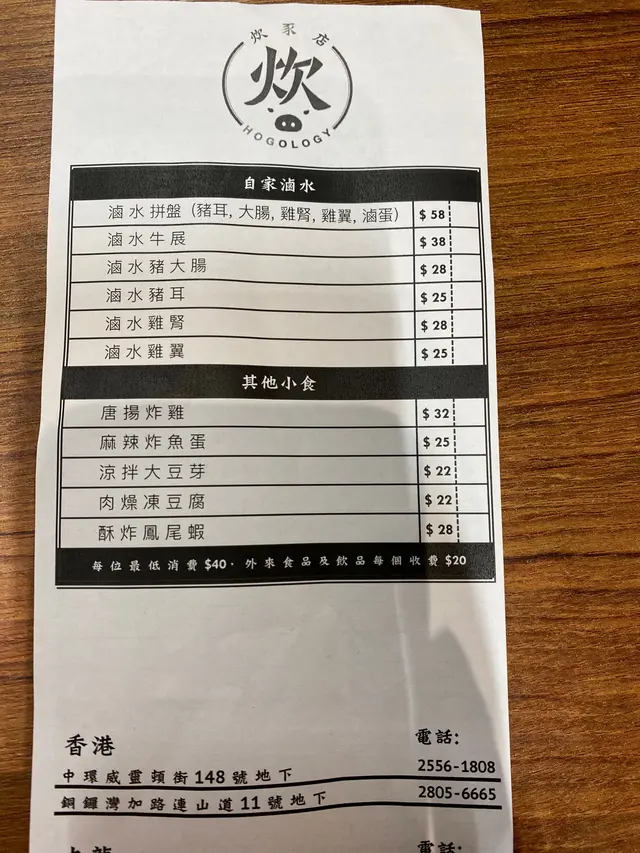 炊豕店
炊
HOGOLOGY
自家滷水
滷水拼盤 (豬耳, 大腸, 雞腎, 雞翼, 滷蛋) $ 58
滷水牛展 $ 38
滷水豬大腸 $ 28
滷水豬耳 $ 25
滷水雞腎 $ 28
滷水雞翼 $ 25
其他小食
唐揚炸雞 $ 32
麻辣炸魚蛋 $ 25
涼拌大豆芽 $ 22
肉燥凍豆腐 $ 22
酥炸鳳尾蝦 $ 28
每位最低消費$40· 外來食品及飲品每個收費$20
香港 電話:
中環威靈頓街148號地下 2556-1808
銅鑼灣加路連山道11號地下 2805-6665
電話: